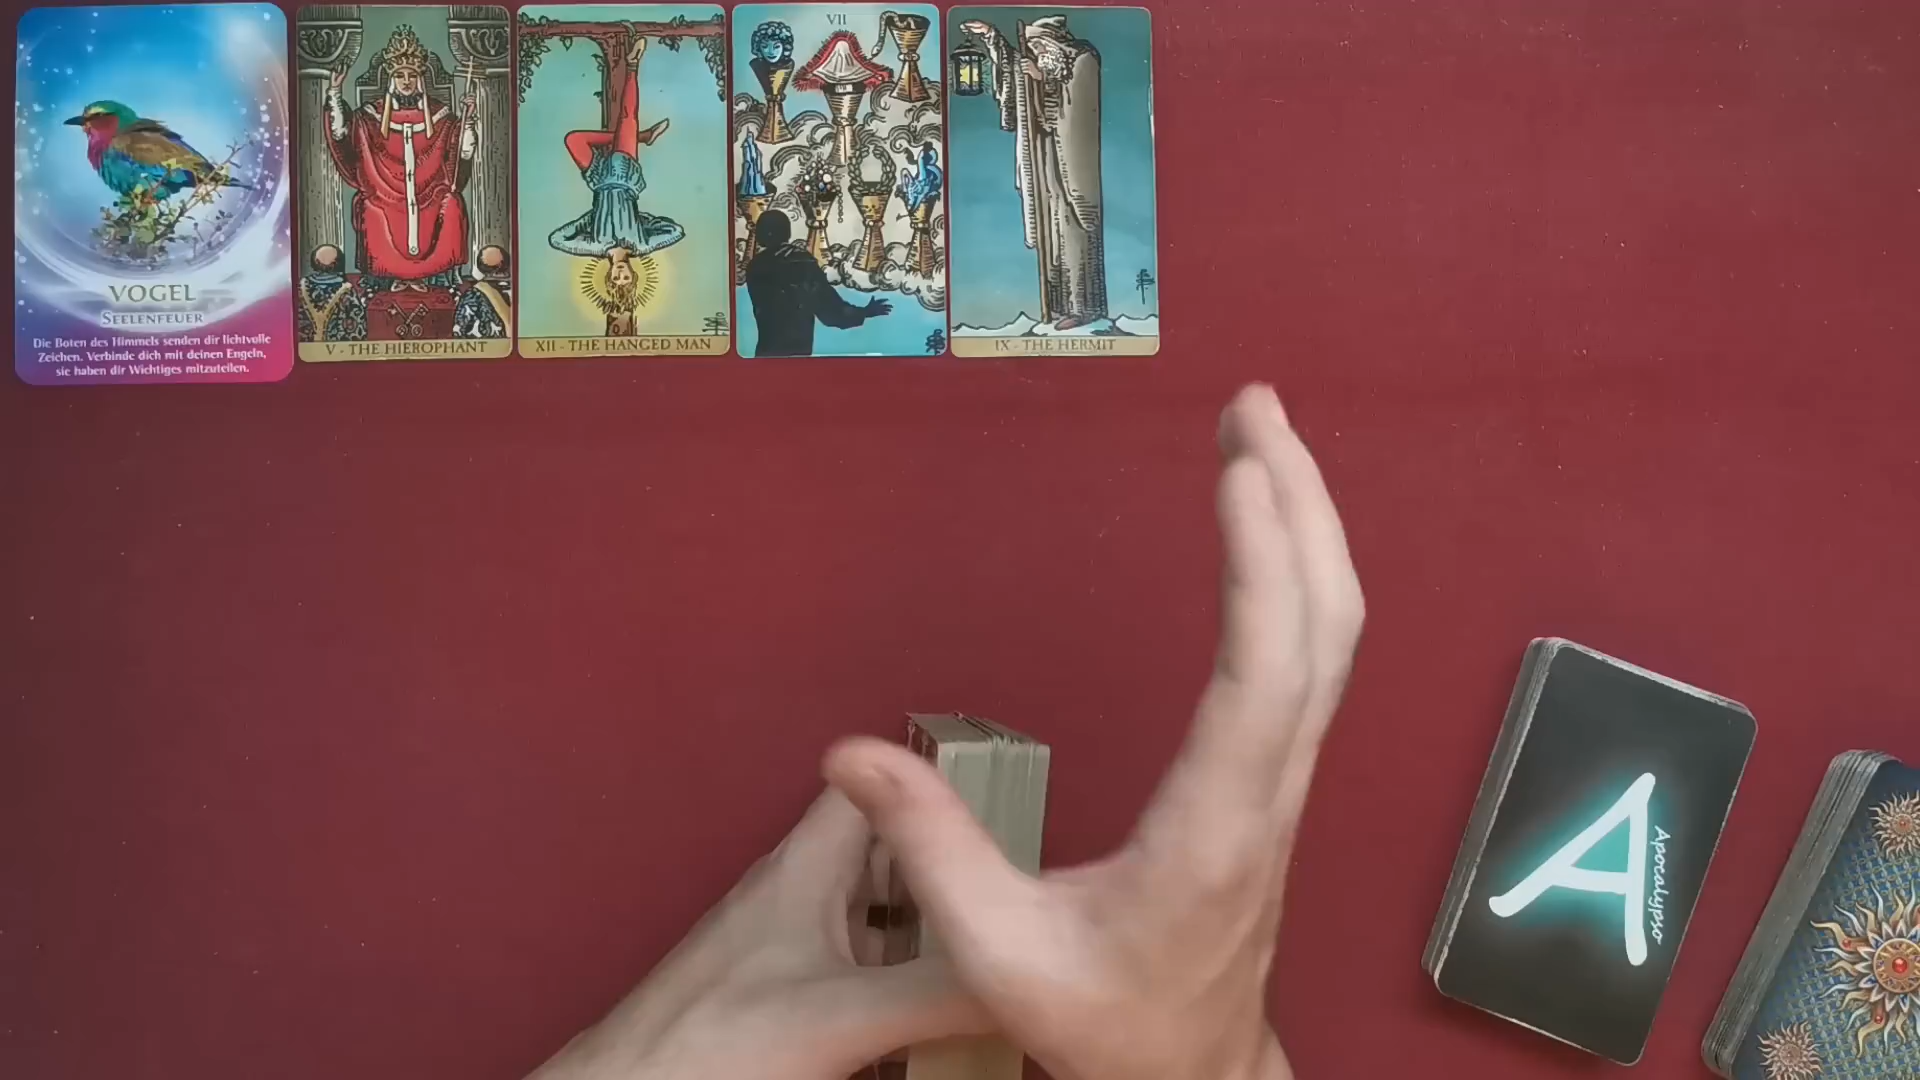 VOGEL
SEELENFEUER
Die Boten des Himmels senden dir lichtvolle
Zeichen. Verbinde dich mit deinen Engeln,
sie haben dir Wichtiges mitzuteilen.
V - THE HIEROPHANT
XII - THE HANGED MAN
VII
IX - THE HERMIT
A
Apocalypso